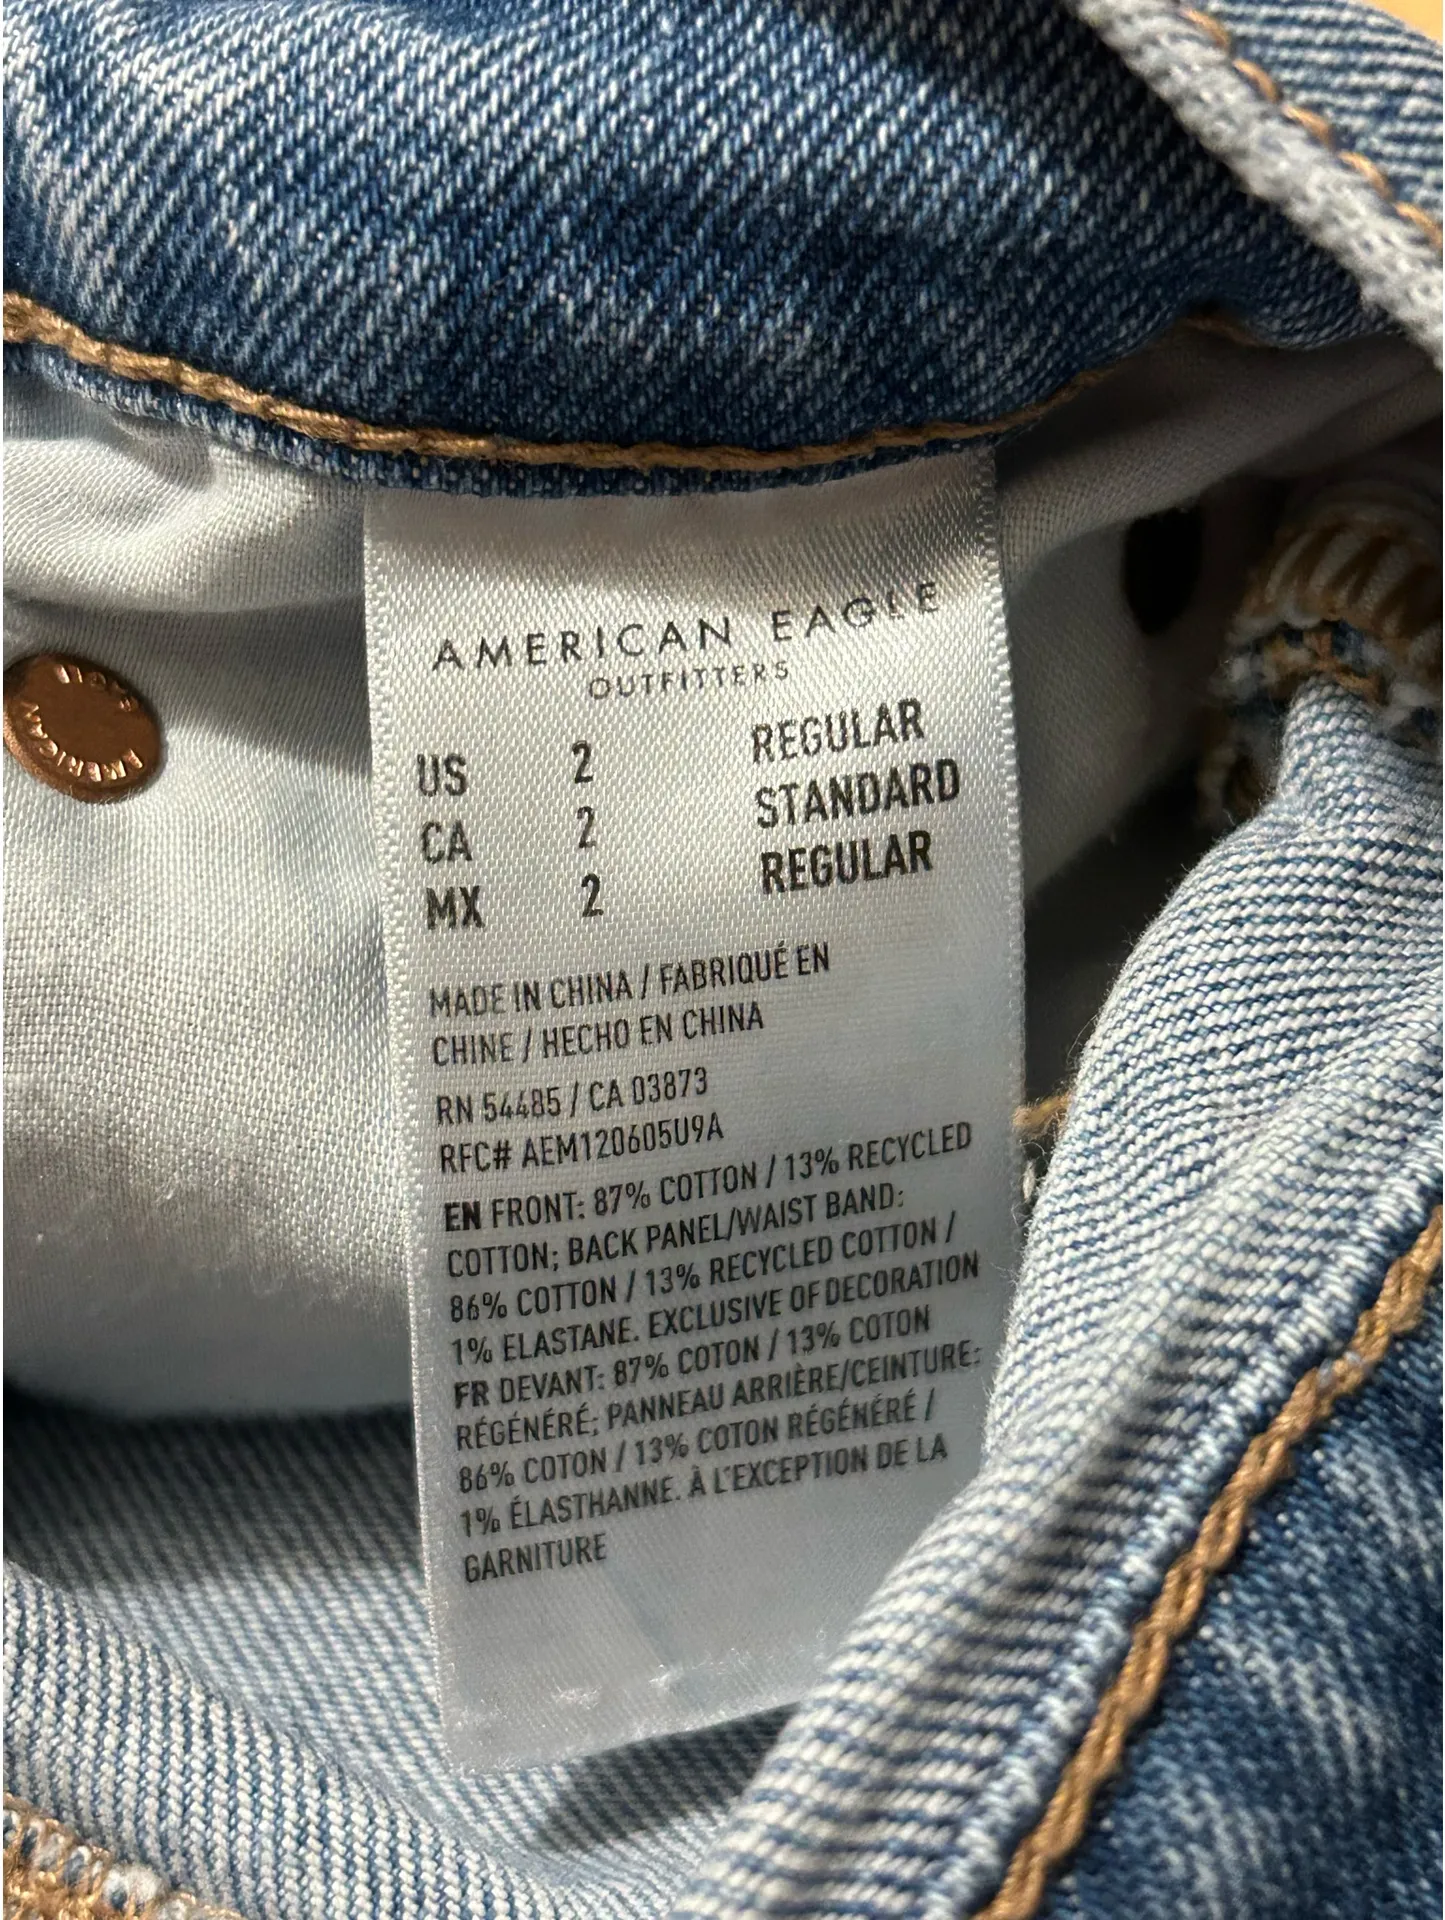 AMERICAN EAGLE
OUTFITTERS
US 2 REGULAR
CA 2 STANDARD
MX 2 REGULAR
MADE IN CHINA / FABRIQUÉ EN
CHINE / HECHO EN CHINA
RN 54485 / CA 03873
RFC# AEM120605U9A
EN FRONT: 87% COTTON / 13% RECYCLED
COTTON; BACK PANEL/WAIST BAND:
86% COTTON / 13% RECYCLED COTTON /
1% ELASTANE. EXCLUSIVE OF DECORATION
FR DEVANT: 87% COTON / 13% COTON
RÉGÉNÉRÉ; PANNEAU ARRIÈRE/CEINTURE:
86% COTON / 13% COTON RÉGÉNÉRÉ /
1% ÉLASTHANNE. À L'EXCEPTION DE LA
GARNITURE
AMERICAN EAGLE